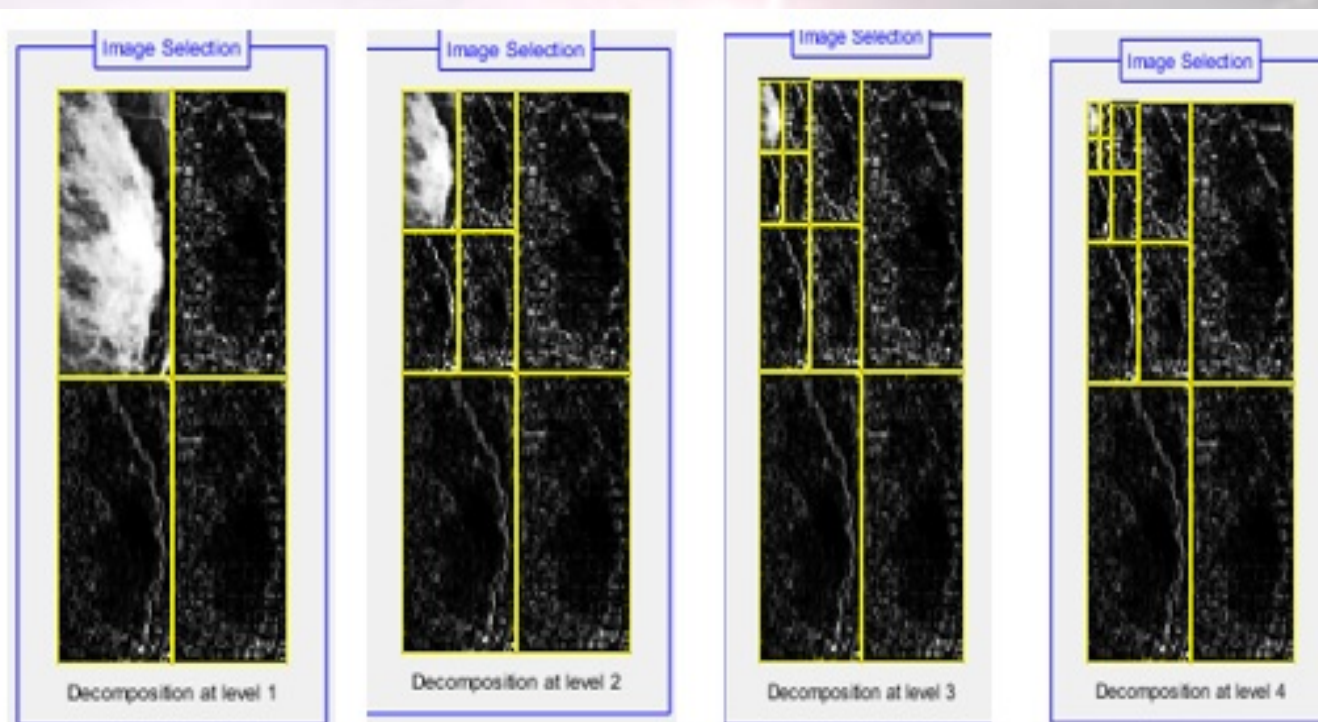 Image Selection
Decomposition at level 1
Image Selection
Decomposition at level 2
Image Selection
Decomposition at level 3
Image Selection
Decomposition at level 4